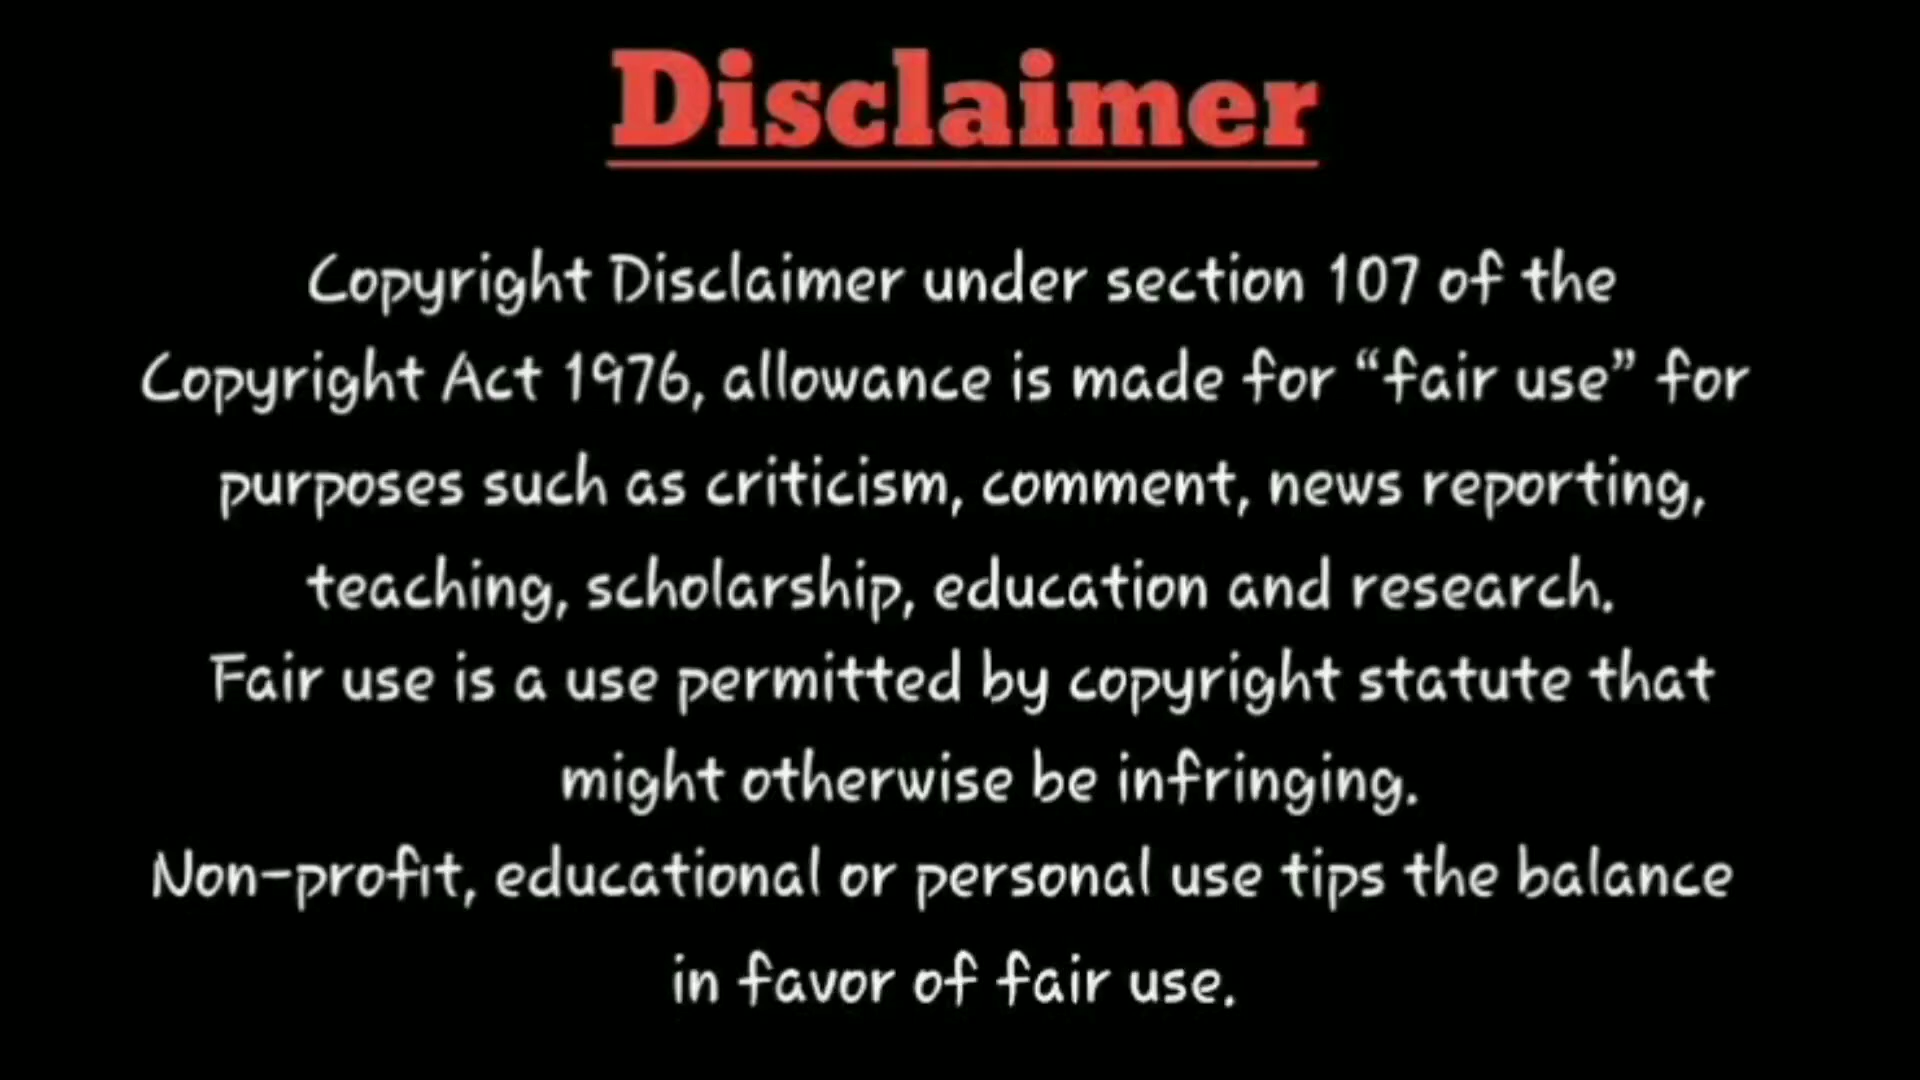 Disclaimer
Copyright Disclaimer under section 107 of the
Copyright Act 1976, allowance is made for “fair use” for
purposes such as criticism, comment, news reporting,
teaching, scholarship, education and research.
Fair use is a use permitted by copyright statute that
might otherwise be infringing.
Non-profit, educational or personal use tips the balance
in favor of fair use.